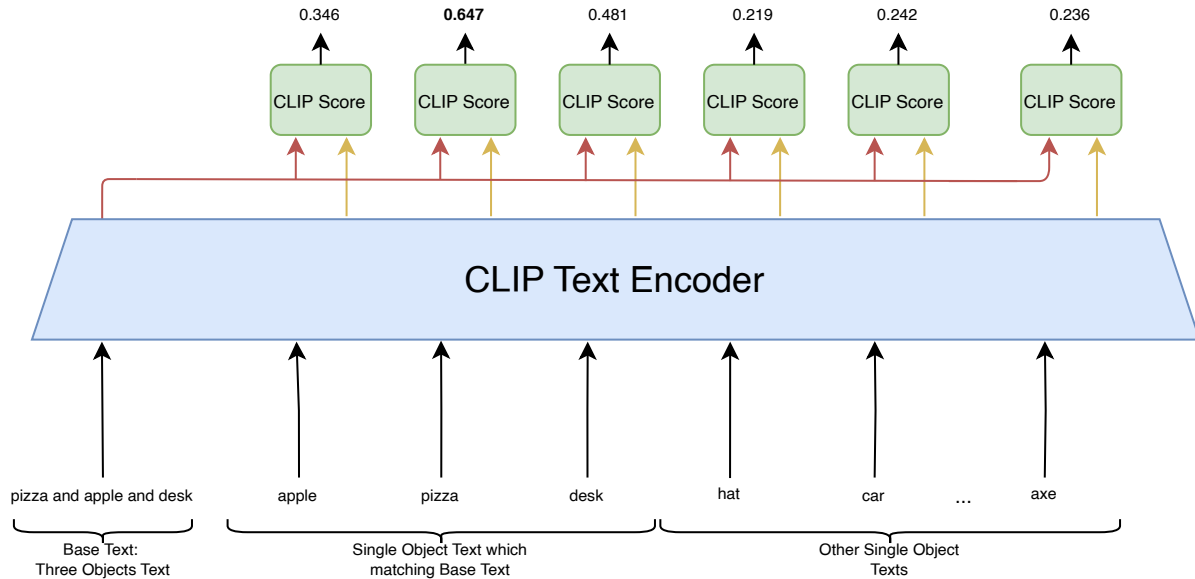 0.346 0.647 0.481 0.219 0.242 0.236
CLIP Score CLIP Score CLIP Score CLIP Score CLIP Score CLIP Score
CLIP Text Encoder
pizza and apple and desk apple pizza desk hat car ... axe
Base Text:
Three Objects Text
Single Object Text which
matching Base Text
Other Single Object
Texts